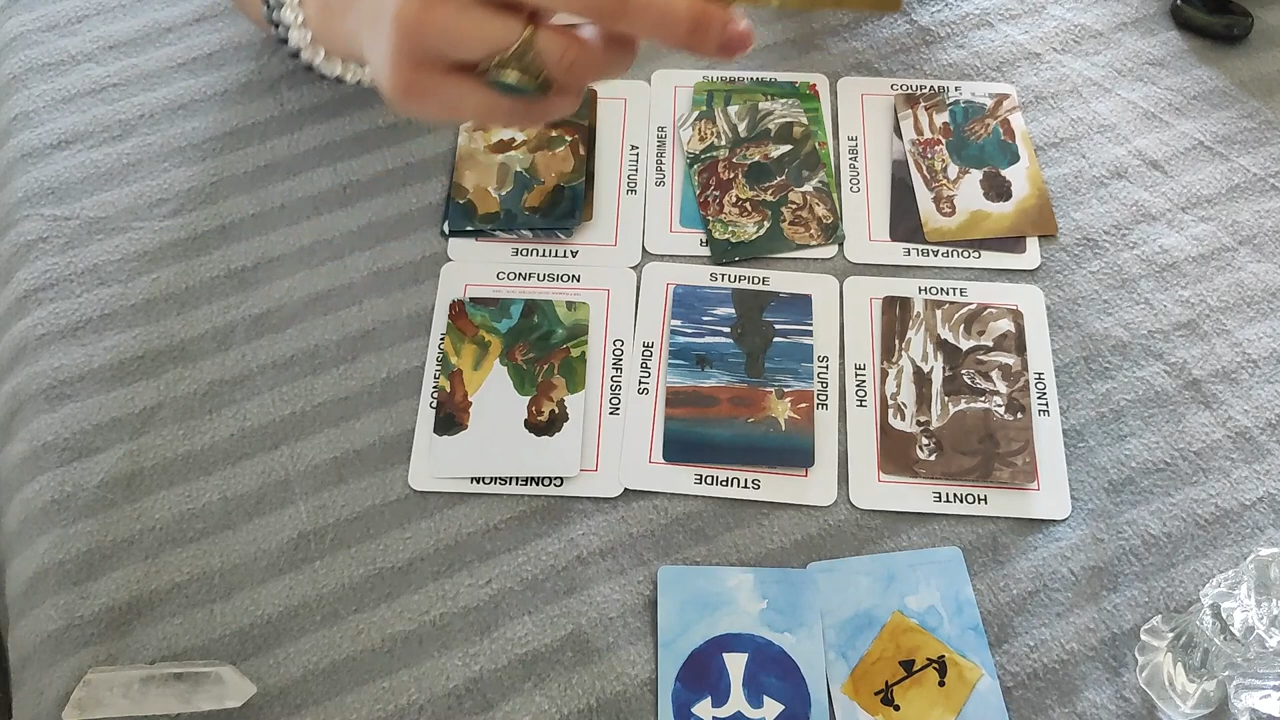 ATTITUDE
ATTITUDE
SUPPRIMER
SUPPRIMER
R
COUPABLE
COUPABLE
COUPABLE
CONFUSION
CONFUSION
CONFUSION
CONFUSION
STUPIDE
STUPIDE
STUPIDE
STUPIDE
HONTE
HONTE
HONTE
HONTE